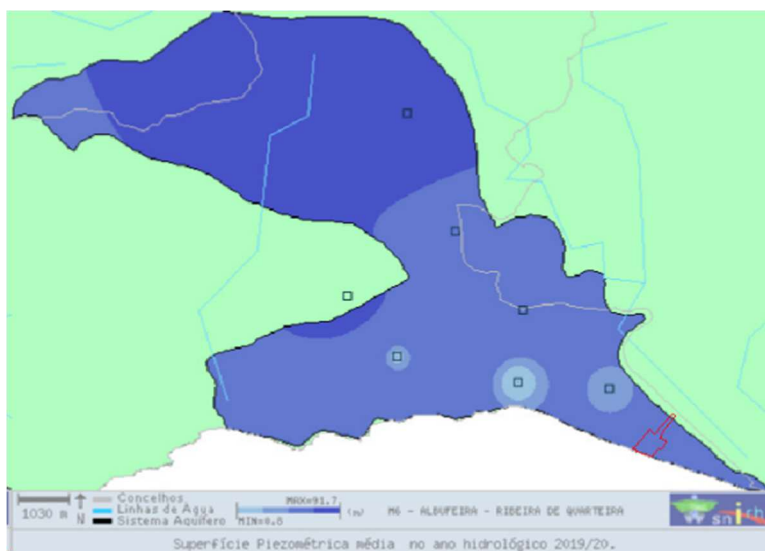 Concelhos
Linhas de Água
Sistema Aquífero
1030 m
N
MAX=91.7
(m)
MIN=0.8
M6 - ALBUFEIRA - RIBEIRA DE QUARTEIRA
snirh
Superfície Piezométrica média no ano hidrológico 2019/20.